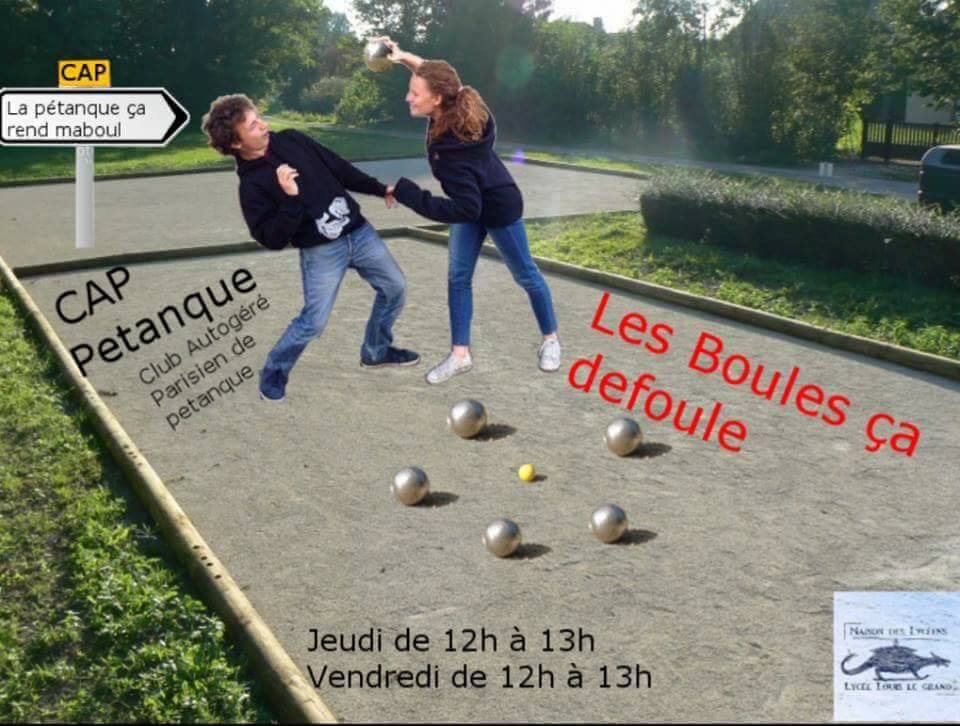 CAP
La pétanque ça
rend maboul
CAP
Petanque
Club Autogéré
Parisien de
petanque
Les Boules ça
defoule
Jeudi de 12h à 13h
Vendredi de 12h à 13h
MAISON DES LYCÉENS
LYCÉE LOUIS LE GRAND